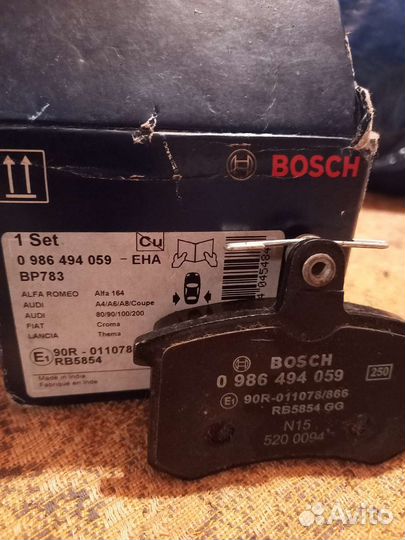 BOSCH
1 Set
Cu
0 986 494 059 - EHA
BP783
ALFA ROMEO Alfa 164
AUDI A4/A6/A8/Coupe
AUDI 80/90/100/200
FIAT Croma
LANCIA Thema
E1 90R - 011078
RB5854
Made in India
Fabriqué en Inde
BOSCH
0 986 494 059
250
E1 90R-011078/866
RB5854 GG
N15
520 0094
Avito